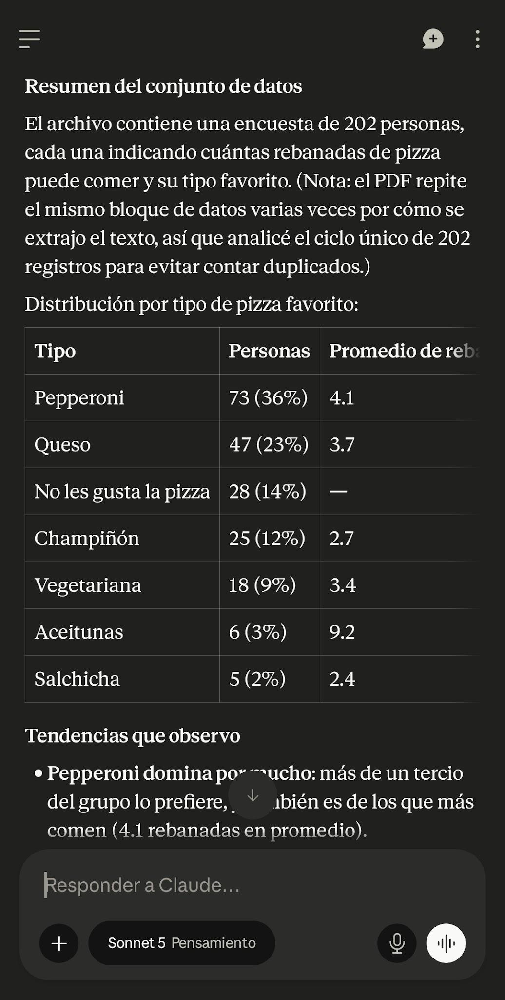 Resumen del conjunto de datos
El archivo contiene una encuesta de 202 personas,
cada una indicando cuántas rebanadas de pizza
puede comer y su tipo favorito. (Nota: el PDF repite
el mismo bloque de datos varias veces por cómo se
extrajo el texto, así que analicé el ciclo único de 202
registros para evitar contar duplicados.)
Distribución por tipo de pizza favorito:
Tipo Personas Promedio de
Pepperoni 73 (36%) 4.1
Queso 47 (23%) 3.7
No les gusta la pizza 28 (14%) —
Champiñón 25 (12%) 2.7
Vegetariana 18 (9%) 3.4
Aceitunas 6 (3%) 9.2
Salchicha 5 (2%) 2.4
Tendencias que observo
• Pepperoni domina por mucho: más de un tercio
del grupo lo prefiere, es de los que más
comen (4.1 rebanadas en promedio).
Responder a Claude...
Sonnet 5 Pensamiento